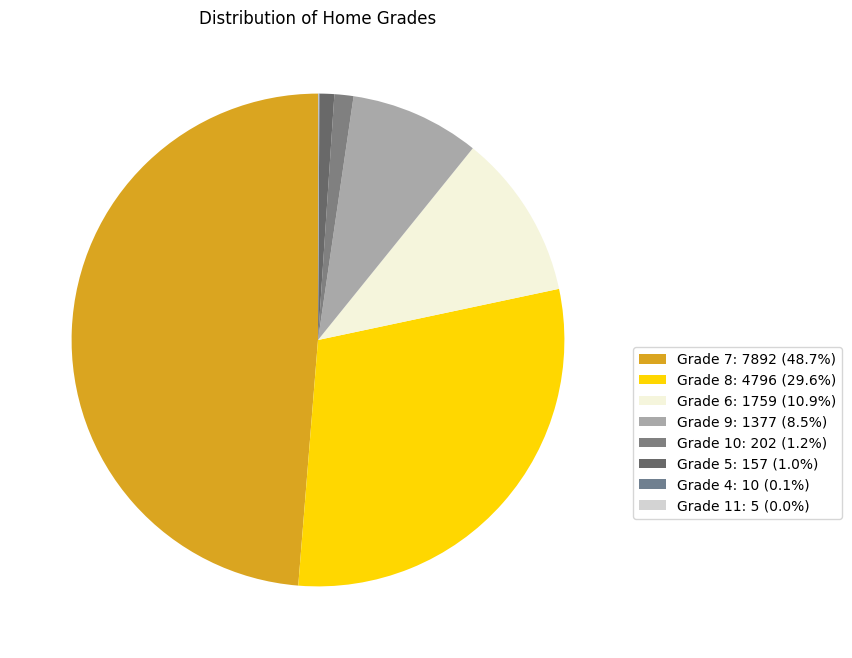 Distribution of Home Grades
Grade 7: 7892 (48.7%)
Grade 8: 4796 (29.6%)
Grade 6: 1759 (10.9%)
Grade 9: 1377 (8.5%)
Grade 10: 202 (1.2%)
Grade 5: 157 (1.0%)
Grade 4: 10 (0.1%)
Grade 11: 5 (0.0%)